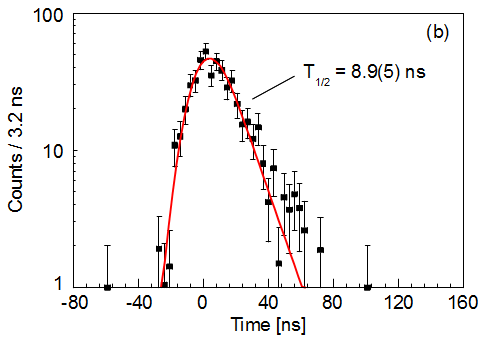 100
(b)
T1/2 = 8.9(5) ns
Counts / 3.2 ns
10
1
-80 -40 0 40 80 120 160
Time [ns]